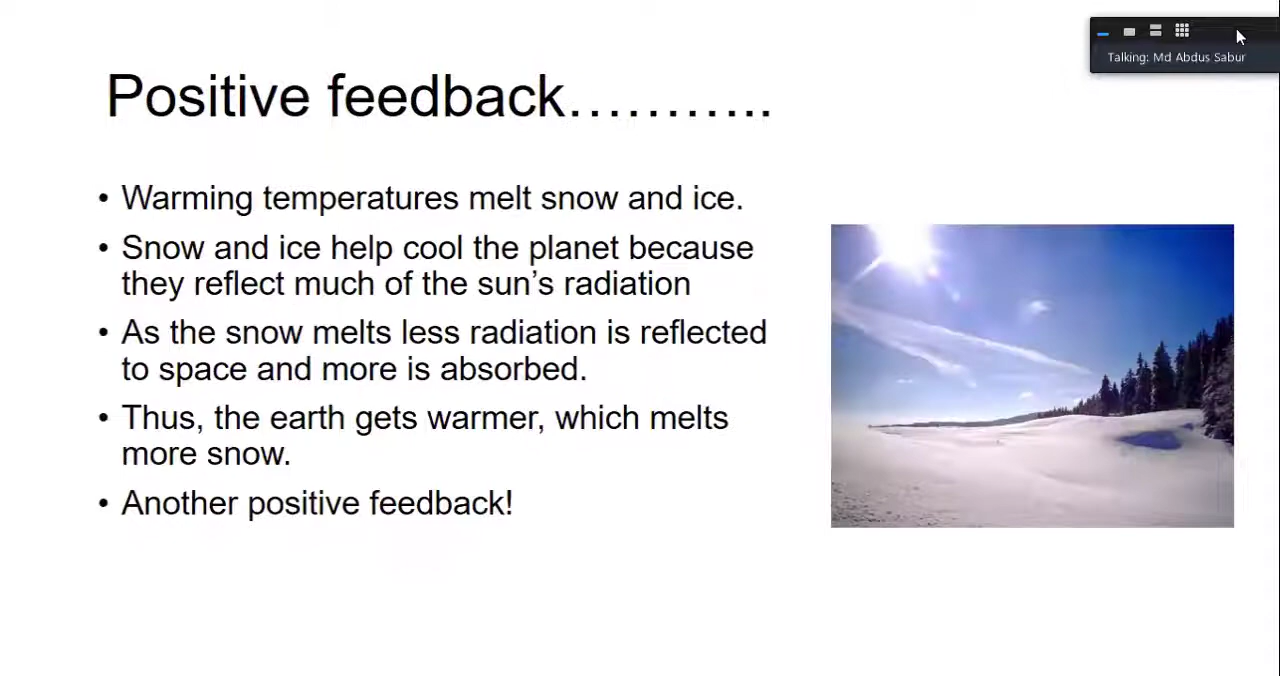 Talking: Md Abdus Sabur
Positive feedback………..
• Warming temperatures melt snow and ice.
• Snow and ice help cool the planet because
they reflect much of the sun’s radiation
• As the snow melts less radiation is reflected
to space and more is absorbed.
• Thus, the earth gets warmer, which melts
more snow.
• Another positive feedback!